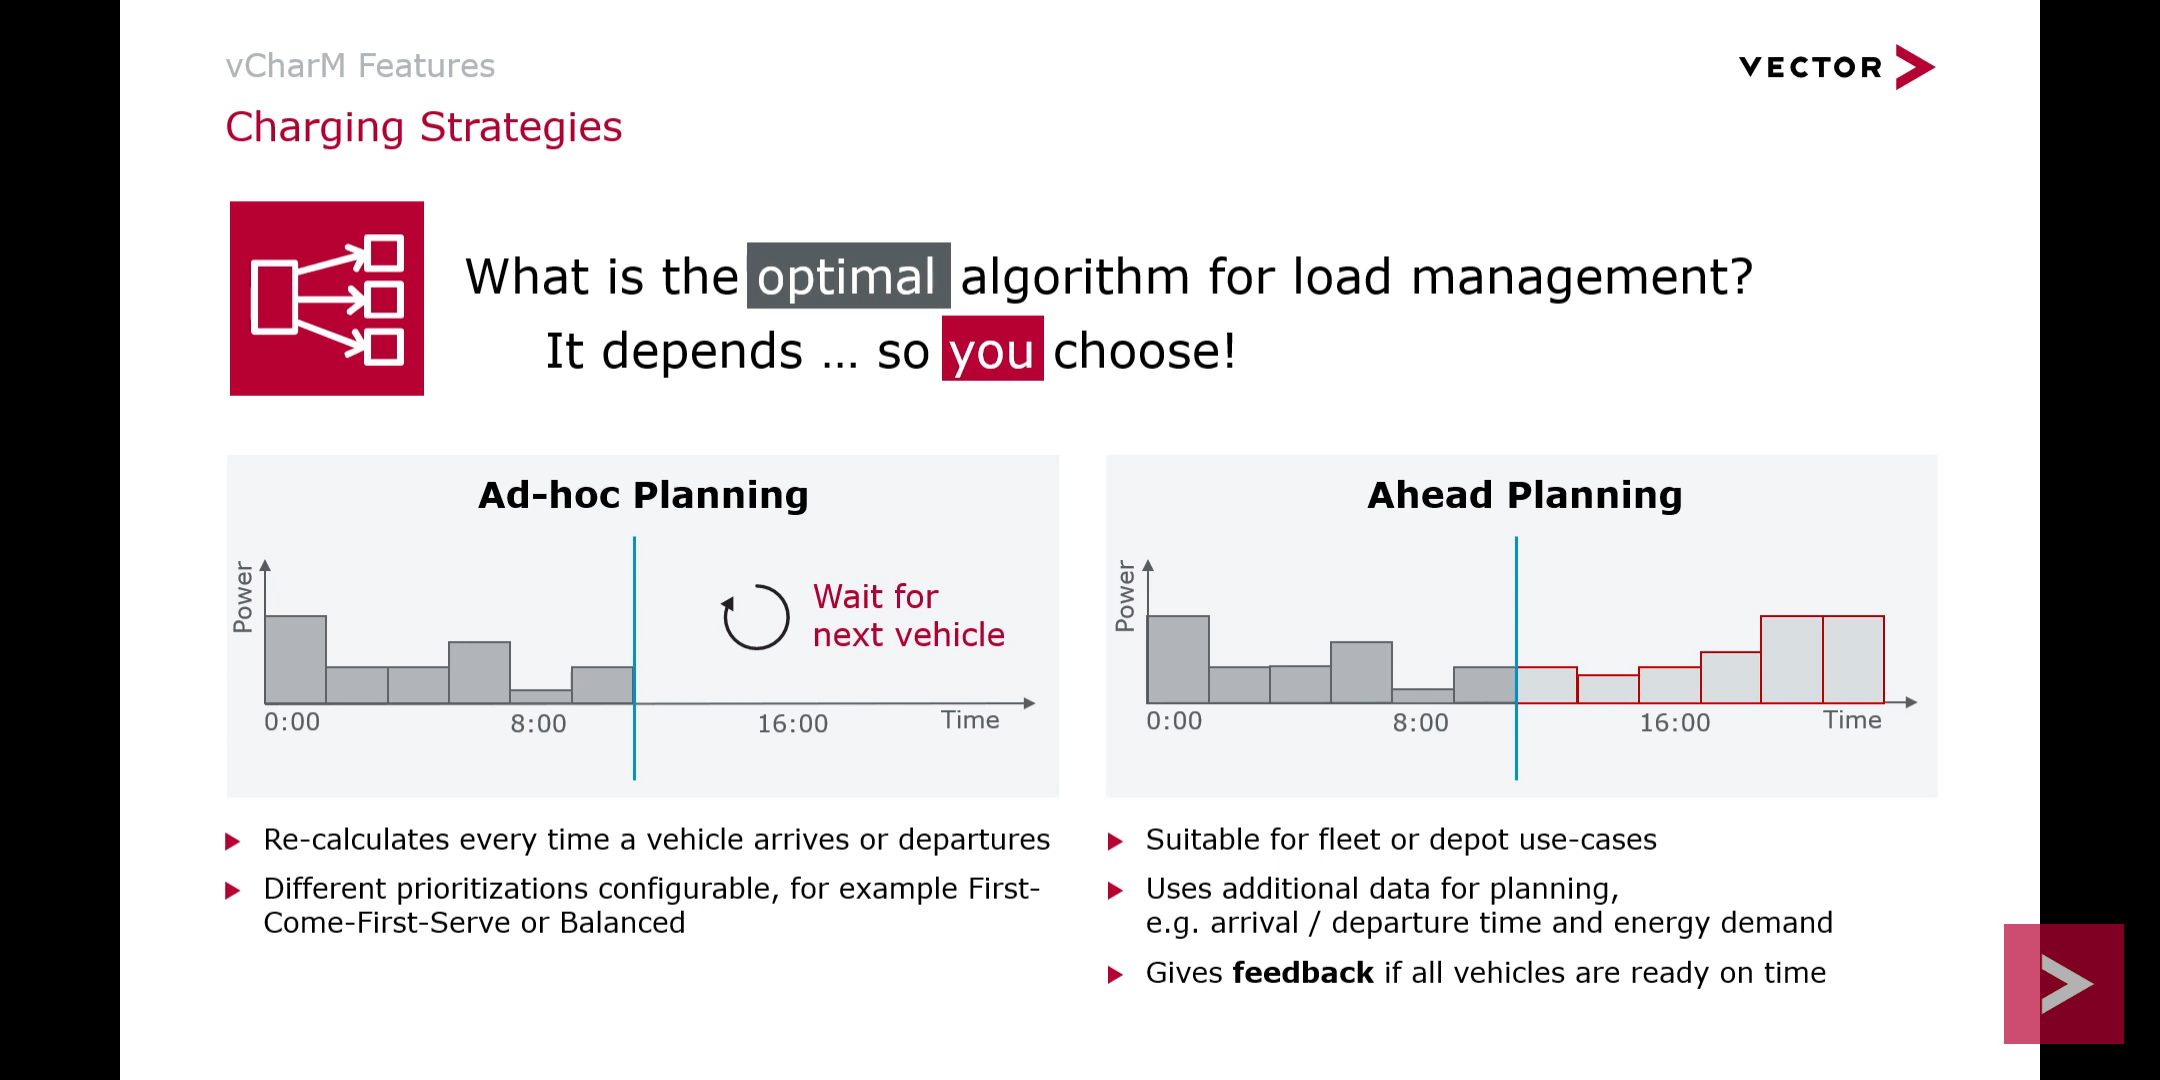 vCharM Features
VECTOR
Charging Strategies
What is the optimal algorithm for load management?
It depends ... so you choose!
Ad-hoc Planning
Power
Wait for
next vehicle
0:00
8:00
16:00
Time
Re-calculates every time a vehicle arrives or departures
Different prioritizations configurable, for example First-
Come-First-Serve or Balanced
Ahead Planning
Power
0:00
8:00
16:00
Time
Suitable for fleet or depot use-cases
Uses additional data for planning,
e.g. arrival / departure time and energy demand
Gives feedback if all vehicles are ready on time